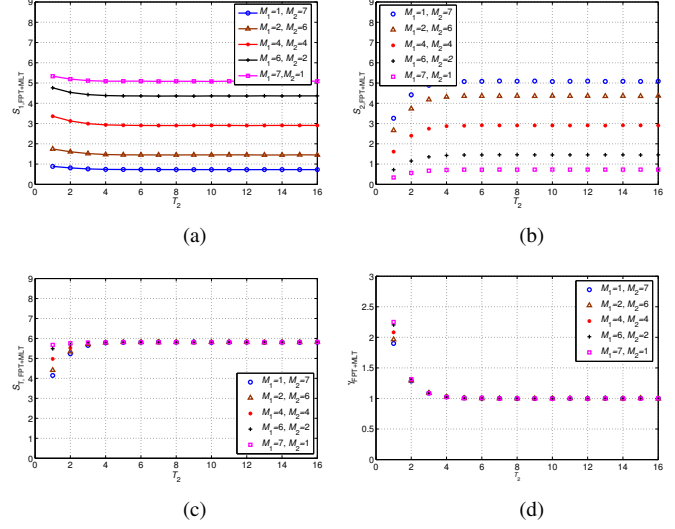 9
8
7
6
5
4
3
2
1
0
0 2 4 6 8 10 12 14 16
S1,FPT+MLT
T2
M1=1, M2=7
M1=2, M2=6
M1=4, M2=4
M1=6, M2=2
M1=7,M2=1
(a)
9
8
7
6
5
4
3
2
1
0
0 2 4 6 8 10 12 14 16
S2,FPT+MLT
T2
M1=1, M2=7
M1=2, M2=6
M1=4, M2=4
M1=6, M2=2
M1=7, M2=1
(b)
9
8
7
6
5
4
3
2
1
0
0 2 4 6 8 10 12 14 16
ST, FPT+MLT
T2
M1=1, M2=7
M1=2, M2=6
M1=4, M2=4
M1=6, M2=2
M1=7, M2=1
(c)
3
2.5
2
1.5
1
0.5
0
0 2 4 6 8 10 12 14 16
γFPT+MLT
T2
M1=1, M2=7
M1=2, M2=6
M1=4, M2=4
M1=6, M2=2
M1=7, M2=1
(d)